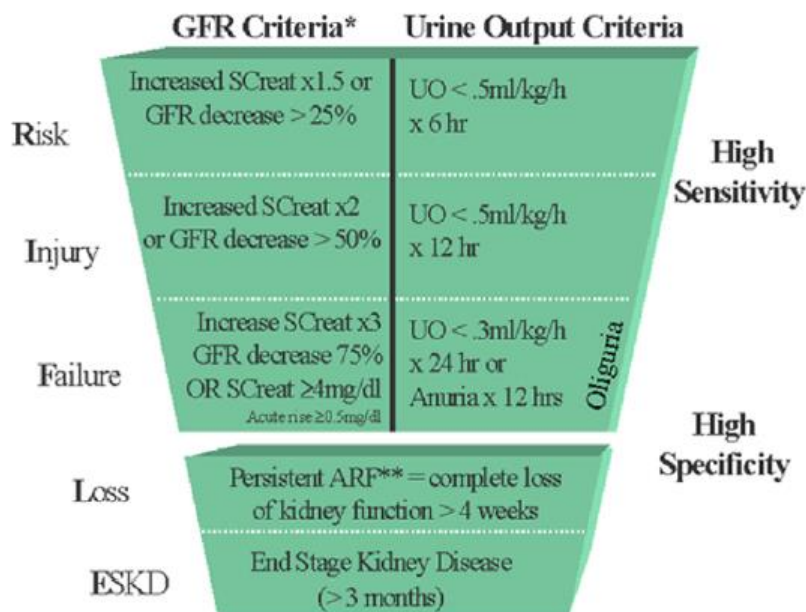 GFR Criteria* Urine Output Criteria
Risk
Increased SCreat x1.5 or
GFR decrease > 25%
UO < .5ml/kg/h
x 6 hr
High
Sensitivity
Injury
Increased SCreat x2
or GFR decrease > 50%
UO < .5ml/kg/h
x 12 hr
Failure
Increase SCreat x3
GFR decrease 75%
OR SCreat ≥4mg/dl
Acute rise ≥0.5mg/dl
UO < .3ml/kg/h
x 24 hr or
Anuria x 12 hrs
Oliguria
High
Specificity
Loss
Persistent ARF** = complete loss
of kidney function > 4 weeks
ESKD
End Stage Kidney Disease
(> 3 months)